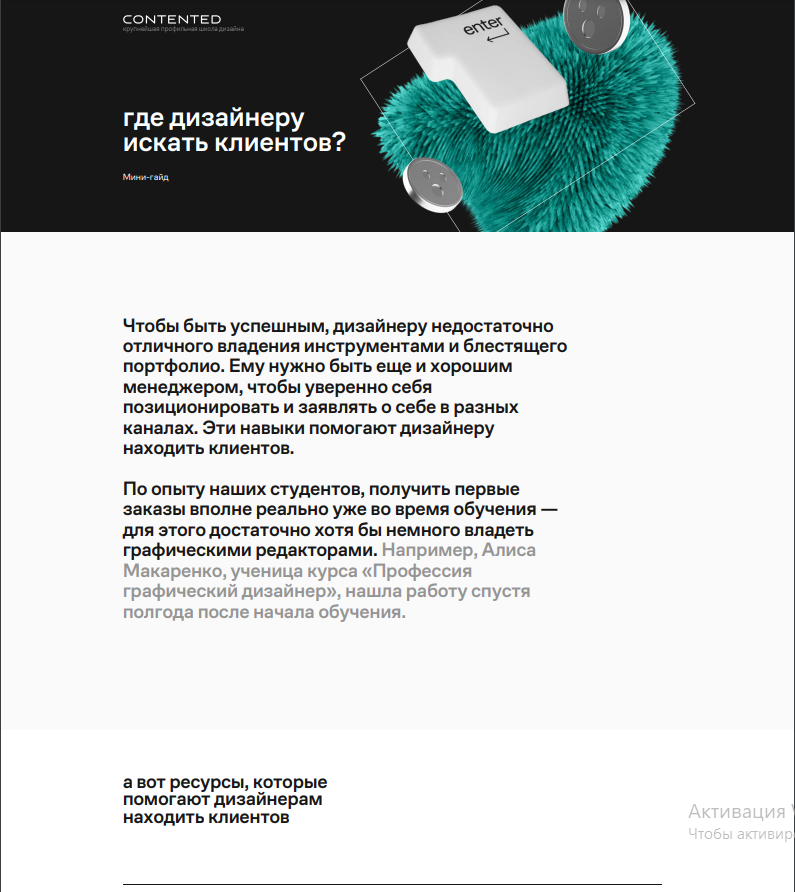 CONTENTED
крупнейшая профильная школа дизайна
enter
где дизайнеру
искать клиентов?
Мини-гайд
Чтобы быть успешным, дизайнеру недостаточно
отличного владения инструментами и блестящего
портфолио. Ему нужно быть еще и хорошим
менеджером, чтобы уверенно себя
позиционировать и заявлять о себе в разных
каналах. Эти навыки помогают дизайнеру
находить клиентов.
По опыту наших студентов, получить первые
заказы вполне реально уже во время обучения —
для этого достаточно хотя бы немного владеть
графическими редакторами. Например, Алиса
Макаренко, ученица курса «Профессия
графический дизайнер», нашла работу спустя
полгода после начала обучения.
а вот ресурсы, которые
помогают дизайнерам
находить клиентов
Активация
Чтобы